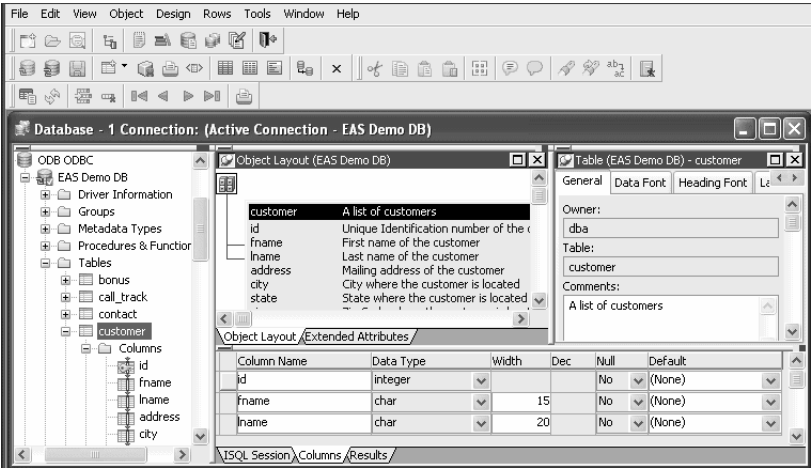 File Edit View Object Design Rows Tools Window Help
Database - 1 Connection: (Active Connection - EAS Demo DB)
ODB ODBC
EAS Demo DB
Driver Information
Groups
Metadata Types
Procedures & Function
Tables
bonus
call_track
contact
customer
Columns
id
fname
lname
address
city
Object Layout (EAS Demo DB)
customer A list of customers
id Unique Identification number of the c
fname First name of the customer
lname Last name of the customer
address Mailing address of the customer
city City where the customer is located
state State where the customer is located
Object Layout Extended Attributes
Table (EAS Demo DB) - customer
General Data Font Heading Font La
Owner:
dba
Table:
customer
Comments:
A list of customers
Column Name Data Type Width Dec Null Default
id integer No (None)
fname char 15 No (None)
lname char 20 No (None)
ISQL Session Columns Results